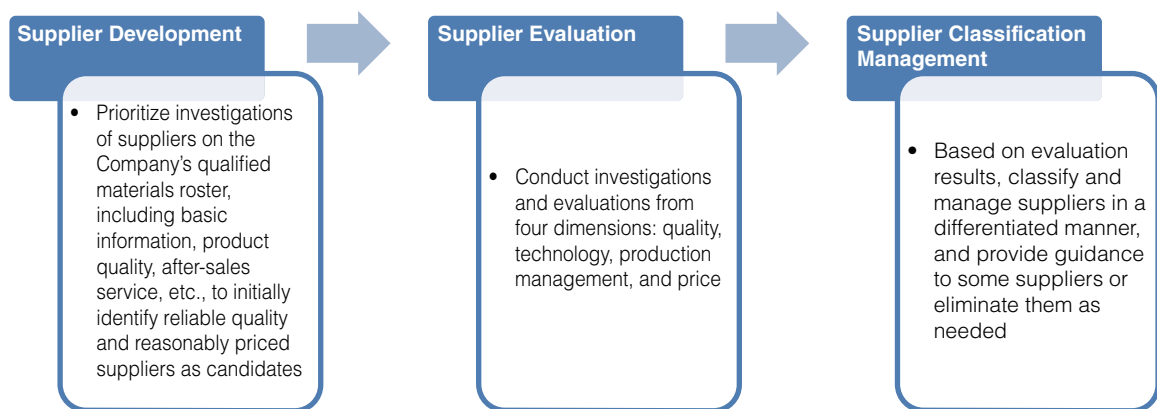 Supplier Development
• Prioritize investigations
of suppliers on the
Company's qualified
materials roster,
including basic
information, product
quality, after-sales
service, etc., to initially
identify reliable quality
and reasonably priced
suppliers as candidates
Supplier Evaluation
• Conduct investigations
and evaluations from
four dimensions: quality,
technology, production
management, and price
Supplier Classification
Management
• Based on evaluation
results, classify and
manage suppliers in a
differentiated manner,
and provide guidance
to some suppliers or
eliminate them as
needed